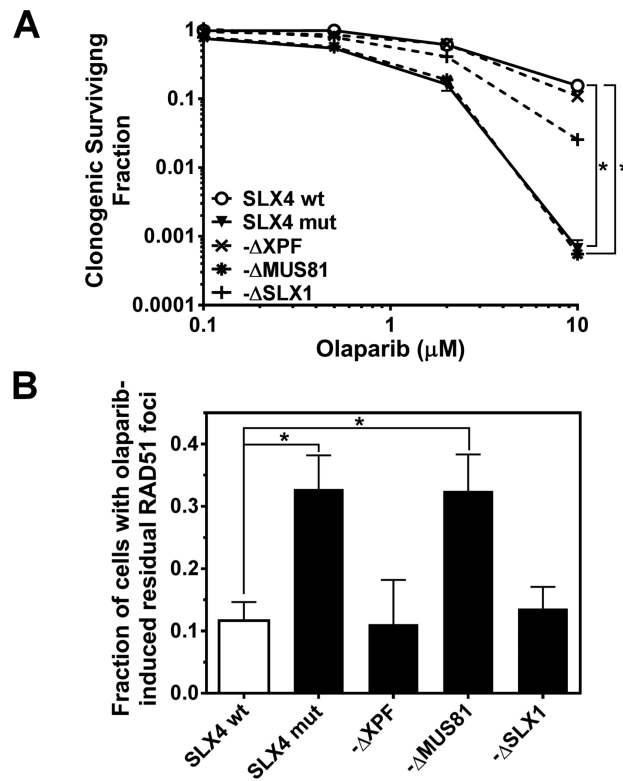 A
Clonogenic Survivigng
Fraction
1
0.1
0.01
0.001
0.0001
SLX4 wt
SLX4 mut
-ΔXPF
-ΔMUS81
-ΔSLX1
*
*
0.1
1
10
Olaparib (μM)
B
Fraction of cells with olaparib-
induced residual RAD51 foci
0.4
0.3
0.2
0.1
0.0
*
*
SLX4 wt
SLX4 mut
-ΔXPF
-ΔMUS81
-ΔSLX1